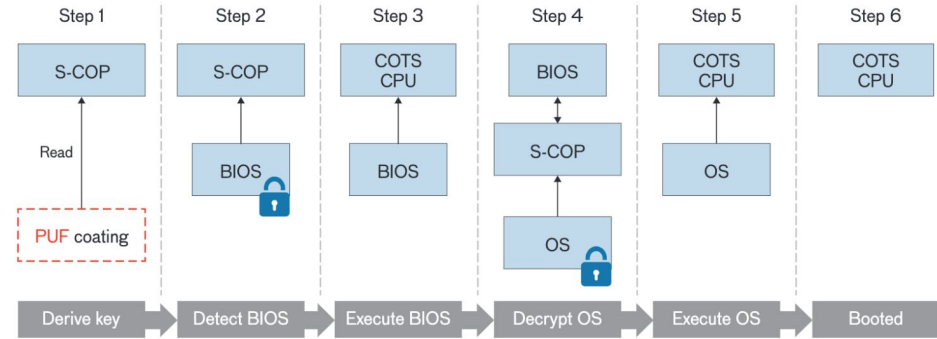 Step 1
Step 2
Step 3
Step 4
Step 5
Step 6
S-COP
S-COP
COTS
CPU
BIOS
COTS
CPU
COTS
CPU
Read
BIOS
BIOS
S-COP
OS
PUF coating
OS
Derive key
Detect BIOS
Execute BIOS
Decrypt OS
Execute OS
Booted